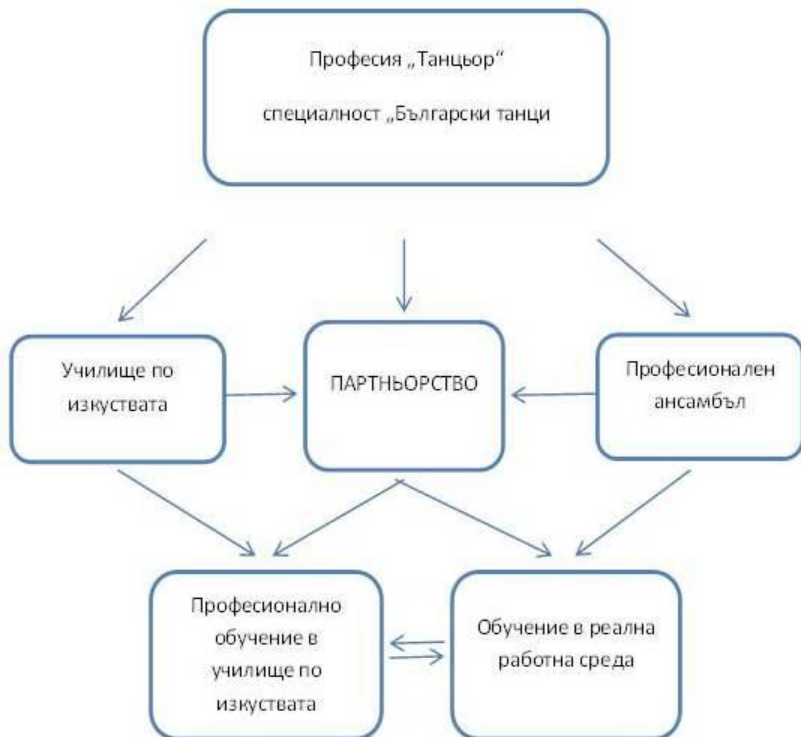 Професия „Танцьор“
специалност „Български танци
Училище по
изкуствата
ПАРТНЬОРСТВО
Професионален
ансамбъл
Професионално
обучение в
училище по
изкуствата
Обучение в реална
работна среда